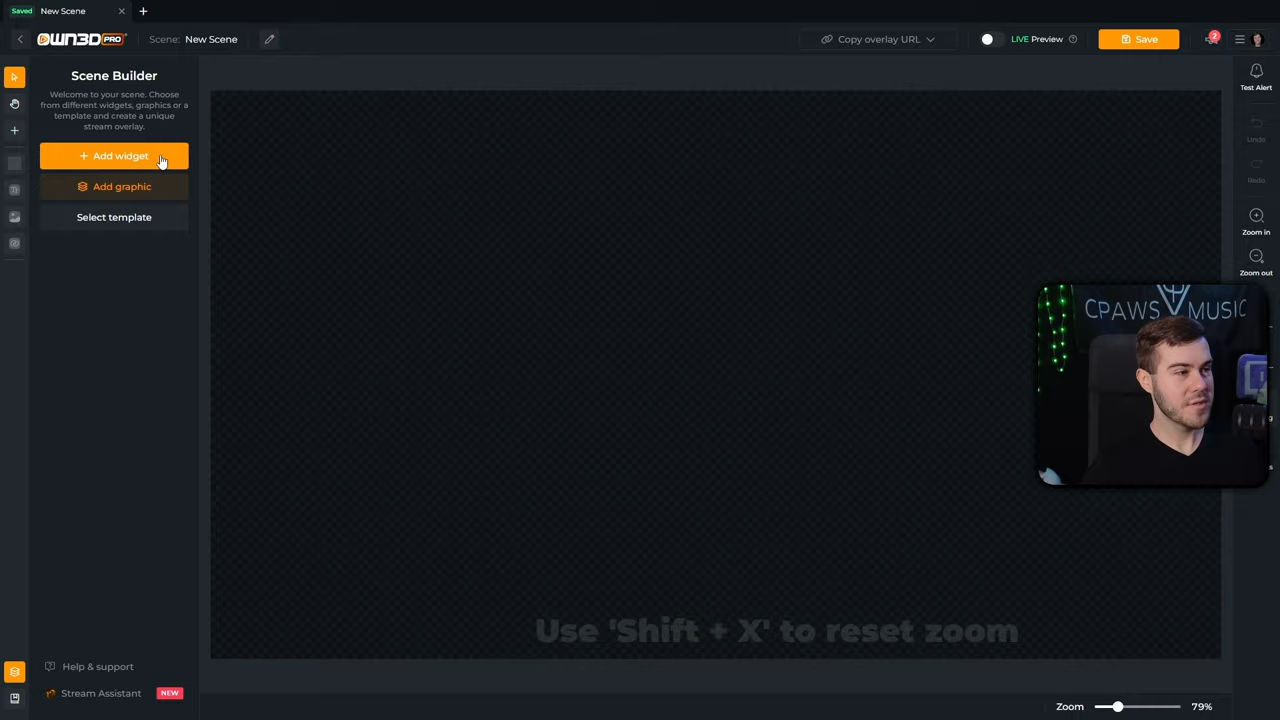 Saved New Scene
OWN3D PRO Scene: New Scene
Copy overlay URL
LIVE Preview
Save
2
Scene Builder
Welcome to your scene. Choose
from different widgets, graphics or a
template and create a unique
stream overlay.
Add widget
Add graphic
Select template
Help & support
Stream Assistant NEW
Test Alert
Undo
Redo
Zoom in
Zoom out
CPAWS MUSIC
Use 'Shift + X' to reset zoom
Zoom 79%